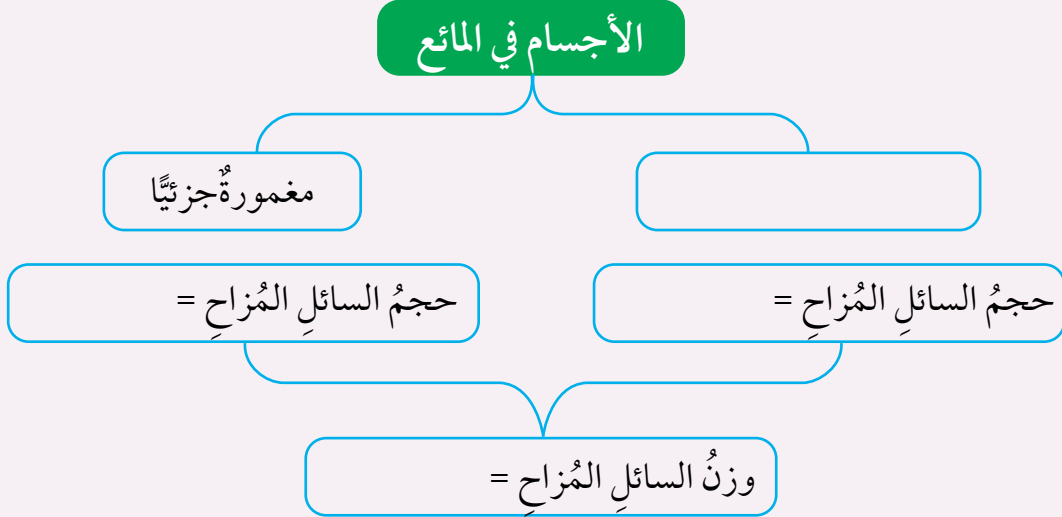 الأجسام في المائع
مغمورةٌ جزئيًّا
حجمُ السائلِ المُزاحِ =
حجمُ السائلِ المُزاحِ =
وزنُ السائلِ المُزاحِ =